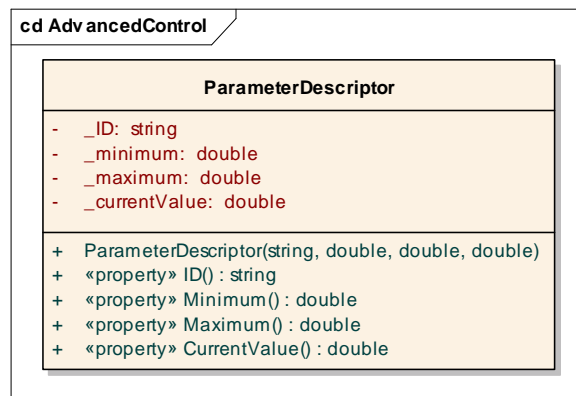 cd AdvancedControl
ParameterDescriptor
- _ID: string
- _minimum: double
- _maximum: double
- _currentValue: double
+ ParameterDescriptor(string, double, double, double)
+ «property» ID() : string
+ «property» Minimum() : double
+ «property» Maximum() : double
+ «property» CurrentValue() : double